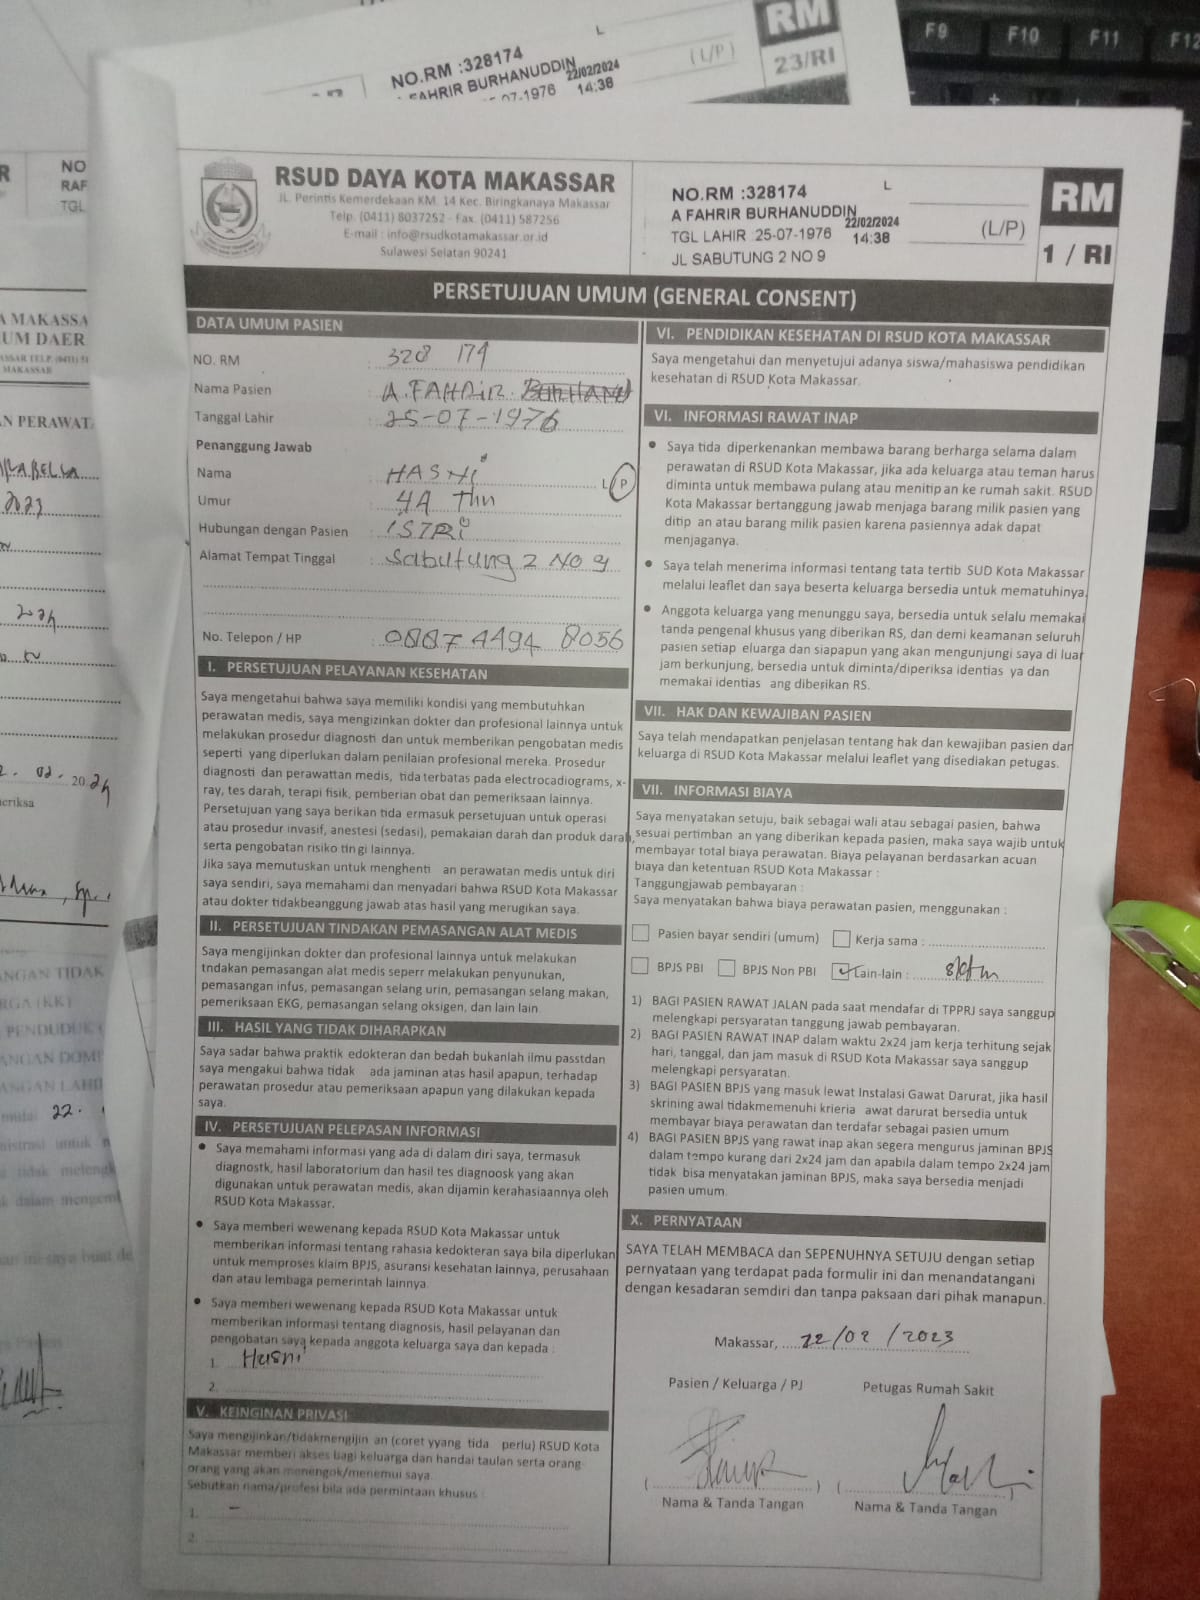 NO.RM :328174
A FAHRIR BURHANUDDIN
22/02/2024
14:38
(L/P)
RM
23/RI
F9
F10
F11
F12
RSUD DAYA KOTA MAKASSAR
JL. Perintis Kemerdekaan KM. 14 Kec. Biringkanaya Makassar
Telp. (0411) 8037252 - Fax. (0411) 587256
E-mail : info@rsudkotamakassar.or.id
Sulawesi Selatan 90241
NO.RM :328174 L
A FAHRIR BURHANUDDIN
22/02/2024
TGL LAHIR 25-07-1976 14:38
JL SABUTUNG 2 NO 9
(L/P)
RM
1 / RI
PERSETUJUAN UMUM (GENERAL CONSENT)
DATA UMUM PASIEN
NO. RM : 328 174
Nama Pasien : A. FAHRIR
Tanggal Lahir : 25-07-1976
Penanggung Jawab
Nama : HASNI L/P
Umur : 44 Thn
Hubungan dengan Pasien : ISTRI
Alamat Tempat Tinggal : Sabutung 2 No 9
No. Telepon / HP : 0887 4494 8056
I. PERSETUJUAN PELAYANAN KESEHATAN
Saya mengetahui bahwa saya memiliki kondisi yang membutuhkan
perawatan medis, saya mengizinkan dokter dan profesional lainnya untuk
melakukan prosedur diagnosti dan untuk memberikan pengobatan medis
seperti yang diperlukan dalam penilaian profesional mereka. Prosedur
diagnosti dan perawattan medis, tida terbatas pada electrocadiograms, x-
ray, tes darah, terapi fisik, pemberian obat dan pemeriksaan lainnya.
Persetujuan yang saya berikan tida ermasuk persetujuan untuk operasi
atau prosedur invasif, anestesi (sedasi), pemakaian darah dan produk darah,
serta pengobatan risiko tin gi lainnya.
Jika saya memutuskan untuk menghenti an perawatan medis untuk diri
saya sendiri, saya memahami dan menyadari bahwa RSUD Kota Makassar
atau dokter tidakbeanggung jawab atas hasil yang merugikan saya.
II. PERSETUJUAN TINDAKAN PEMASANGAN ALAT MEDIS
Saya mengijinkan dokter dan profesional lainnya untuk melakukan
tndakan pemasangan alat medis seperr melakukan penyunukan,
pemasangan infus, pemasangan selang urin, pemasangan selang makan,
pemeriksaan EKG, pemasangan selang oksigen, dan lain lain.
III. HASIL YANG TIDAK DIHARAPKAN
Saya sadar bahwa praktik edokteran dan bedah bukanlah ilmu passtdan
saya mengakui bahwa tidak ada jaminan atas hasil apapun, terhadap
perawatan prosedur atau pemeriksaan apapun yang dilakukan kepada
saya.
IV. PERSETUJUAN PELEPASAN INFORMASI
• Saya memahami informasi yang ada di dalam diri saya, termasuk
diagnostk, hasil laboratorium dan hasil tes diagnoosk yang akan
digunakan untuk perawatan medis, akan dijamin kerahasiaannya oleh
RSUD Kota Makassar.
• Saya memberi wewenang kepada RSUD Kota Makassar untuk
memberikan informasi tentang rahasia kedokteran saya bila diperlukan
untuk memproses klaim BPJS, asuransi kesehatan lainnya, perusahaan
dan atau lembaga pemerintah lainnya.
• Saya memberi wewenang kepada RSUD Kota Makassar untuk
memberikan informasi tentang diagnosis, hasil pelayanan dan
pengobatan saya kepada anggota keluarga saya dan kepada :
1. Hasni
2.
V. KEINGINAN PRIVASI
Saya mengijinkan/tidakmengijin an (coret yyang tida perlu) RSUD Kota
Makassar memberi akses bagi keluarga dan handai taulan serta orang
orang yang akan menengok/menemui saya.
Sebutkan nama/profesi bila ada permintaan khusus :
1. -
2.
VI. PENDIDIKAN KESEHATAN DI RSUD KOTA MAKASSAR
Saya mengetahui dan menyetujui adanya siswa/mahasiswa pendidikan
kesehatan di RSUD Kota Makassar.
VI. INFORMASI RAWAT INAP
• Saya tida diperkenankan membawa barang berharga selama dalam
perawatan di RSUD Kota Makassar, jika ada keluarga atau teman harus
diminta untuk membawa pulang atau menitip an ke rumah sakit. RSUD
Kota Makassar bertanggung jawab menjaga barang milik pasien yang
ditip an atau barang milik pasien karena pasiennya adak dapat
menjaganya.
• Saya telah menerima informasi tentang tata tertib SUD Kota Makassar
melalui leaflet dan saya beserta keluarga bersedia untuk mematuhinya.
• Anggota keluarga yang menunggu saya, bersedia untuk selalu memakai
tanda pengenal khusus yang diberikan RS, dan demi keamanan seluruh
pasien setiap eluarga dan siapapun yang akan mengunjungi saya di luar
jam berkunjung, bersedia untuk diminta/diperiksa identias ya dan
memakai identias ang diberikan RS.
VII. HAK DAN KEWAJIBAN PASIEN
Saya telah mendapatkan penjelasan tentang hak dan kewajiban pasien dan
keluarga di RSUD Kota Makassar melalui leaflet yang disediakan petugas.
VII. INFORMASI BIAYA
Saya menyatakan setuju, baik sebagai wali atau sebagai pasien, bahwa
sesuai pertimban an yang diberikan kepada pasien, maka saya wajib untuk
membayar total biaya perawatan. Biaya pelayanan berdasarkan acuan
biaya dan ketentuan RSUD Kota Makassar :
Tanggungjawab pembayaran :
Saya menyatakan bahwa biaya perawatan pasien, menggunakan :
Pasien bayar sendiri (umum) Kerja sama :
BPJS PBI BPJS Non PBI Lain-lain : sktm
1) BAGI PASIEN RAWAT JALAN pada saat mendafar di TPPRJ saya sanggup
melengkapi persyaratan tanggung jawab pembayaran.
2) BAGI PASIEN RAWAT INAP dalam waktu 2x24 jam kerja terhitung sejak
hari, tanggal, dan jam masuk di RSUD Kota Makassar saya sanggup
melengkapi persyaratan.
3) BAGI PASIEN BPJS yang masuk lewat Instalasi Gawat Darurat, jika hasil
skrining awal tidakmemenuhi krieria awat darurat bersedia untuk
membayar biaya perawatan dan terdafar sebagai pasien umum
4) BAGI PASIEN BPJS yang rawat inap akan segera mengurus jaminan BPJS
dalam tempo kurang dari 2x24 jam dan apabila dalam tempo 2x24 jam
tidak bisa menyatakan jaminan BPJS, maka saya bersedia menjadi
pasien umum.
X. PERNYATAAN
SAYA TELAH MEMBACA dan SEPENUHNYA SETUJU dengan setiap
pernyataan yang terdapat pada formulir ini dan menandatangani
dengan kesadaran semdiri dan tanpa paksaan dari pihak manapun.
Makassar, 22/02/2023
Pasien / Keluarga / PJ Petugas Rumah Sakit
Nama & Tanda Tangan Nama & Tanda Tangan